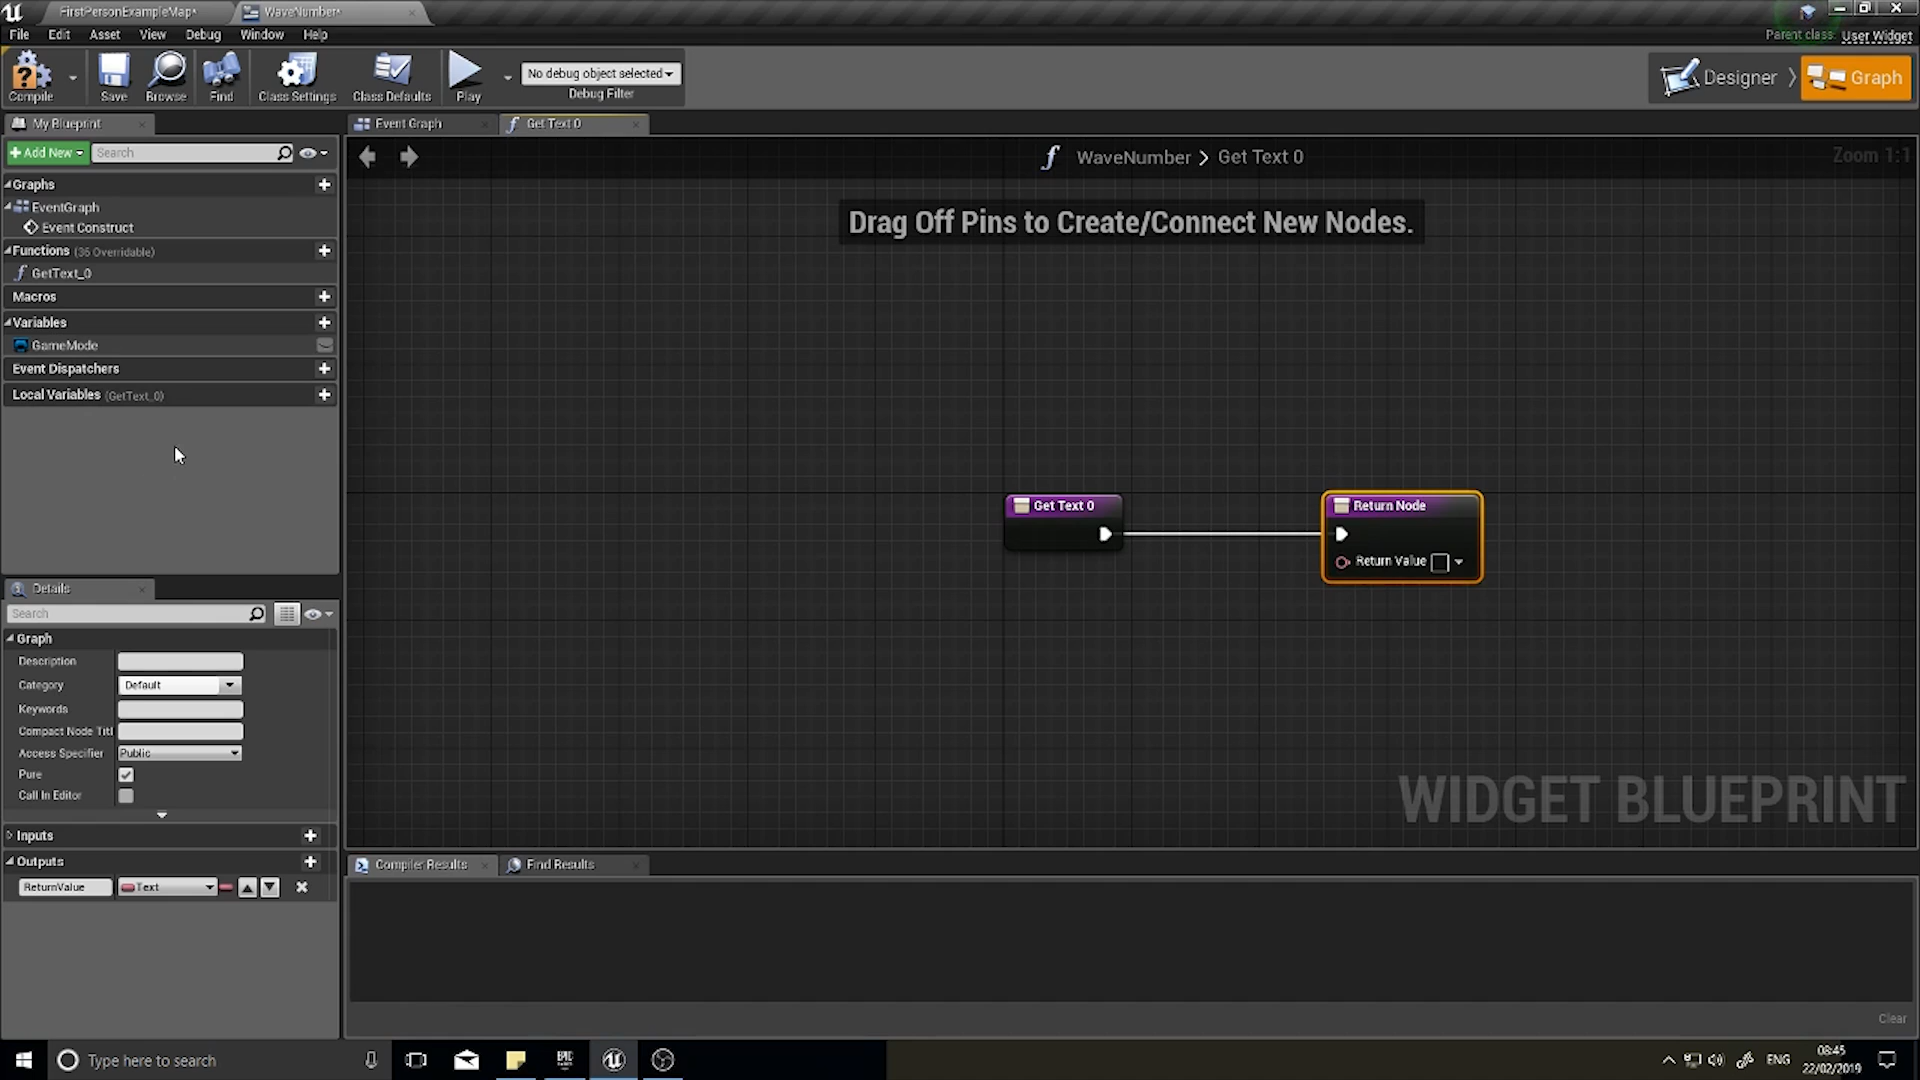 FirstPersonExampleMap*
WaveNumber*
File Edit Asset View Debug Window Help
Parent class: User Widget
Compile Save Browse Find Class Settings Class Defaults Play
No debug object selected
Debug Filter
Designer
Graph
My Blueprint
Event Graph
Get Text 0
+ Add New
Search
WaveNumber > Get Text 0
Zoom 1:1
Graphs
EventGraph
Event Construct
Functions (35 Overridable)
GetText_0
Macros
Variables
GameMode
Event Dispatchers
Local Variables (GetText_0)
Drag Off Pins to Create/Connect New Nodes.
Get Text 0
Return Node
Return Value
WIDGET BLUEPRINT
Details
Search
Graph
Description
Category Default
Keywords
Compact Node Titl
Access Specifier Public
Pure
Call In Editor
Inputs
Outputs
ReturnValue Text
Compiler Results
Find Results
Clear
Type here to search
EPIC GAMES
ENG
08:45
22/02/2019